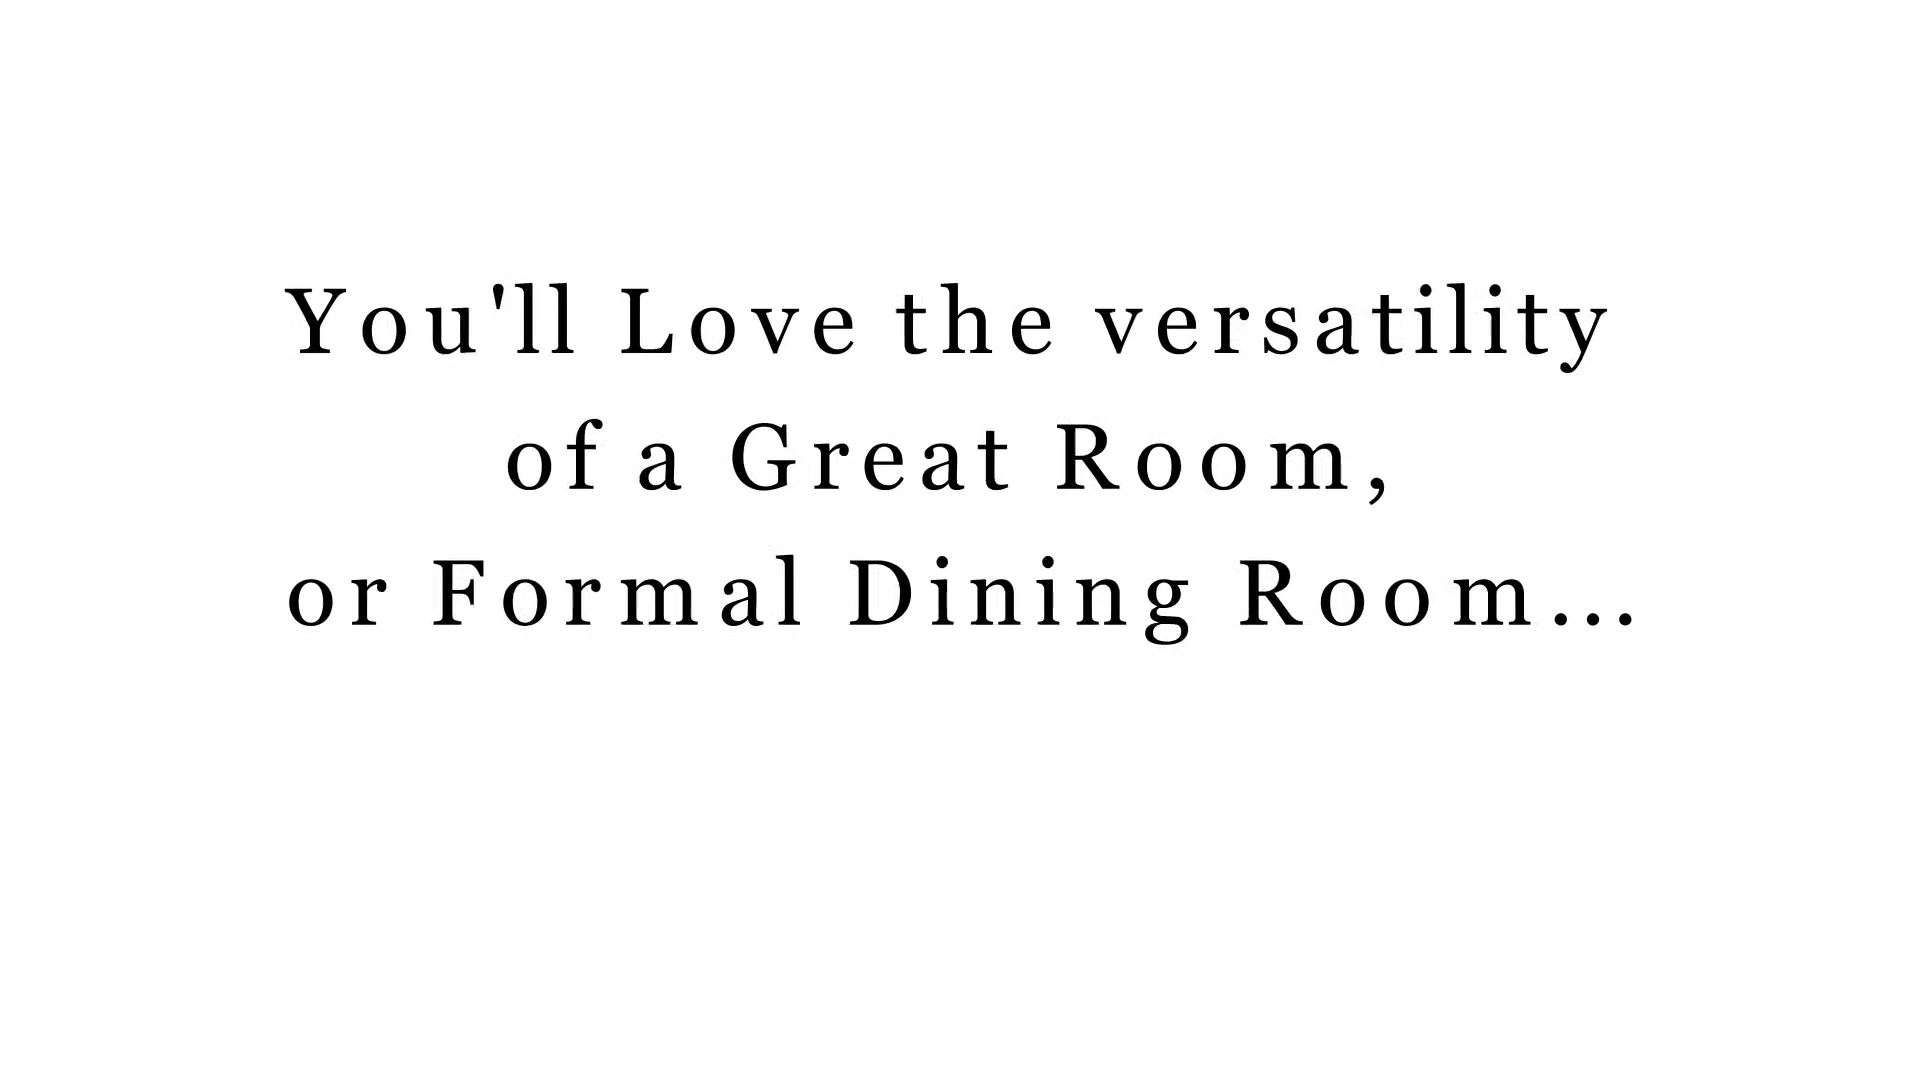 You'll Love the versatility
of a Great Room,
or Formal Dining Room...